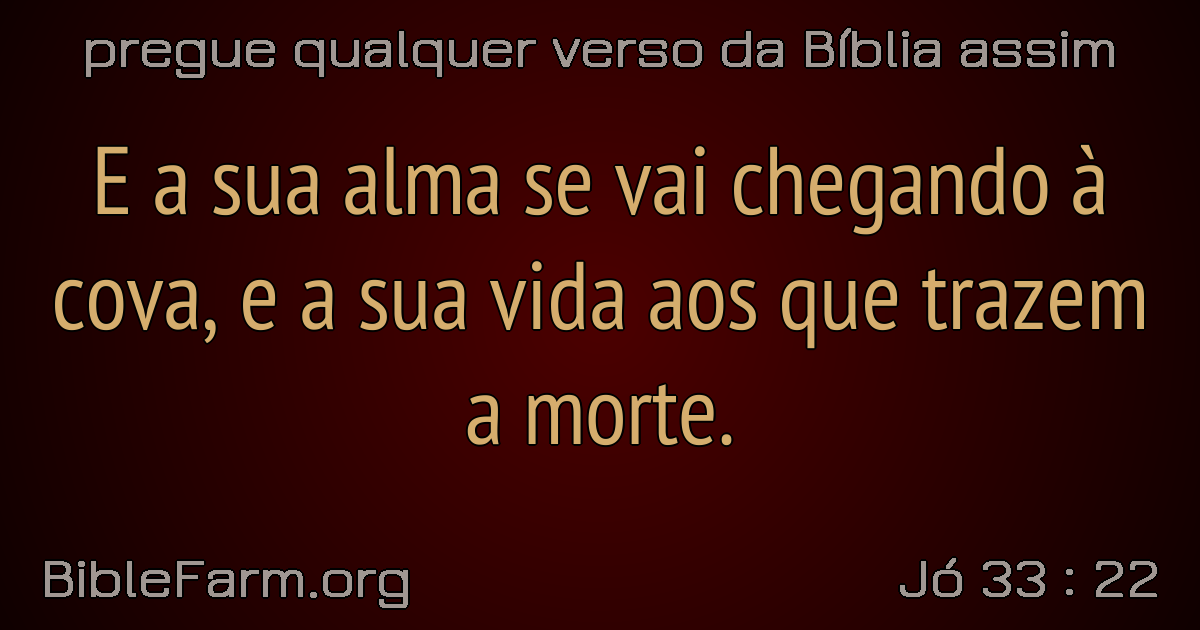 pregue qualquer verso da Bíblia assim
E a sua alma se vai chegando à
cova, e a sua vida aos que trazem
a morte.
BibleFarm.org
Jó 33 : 22